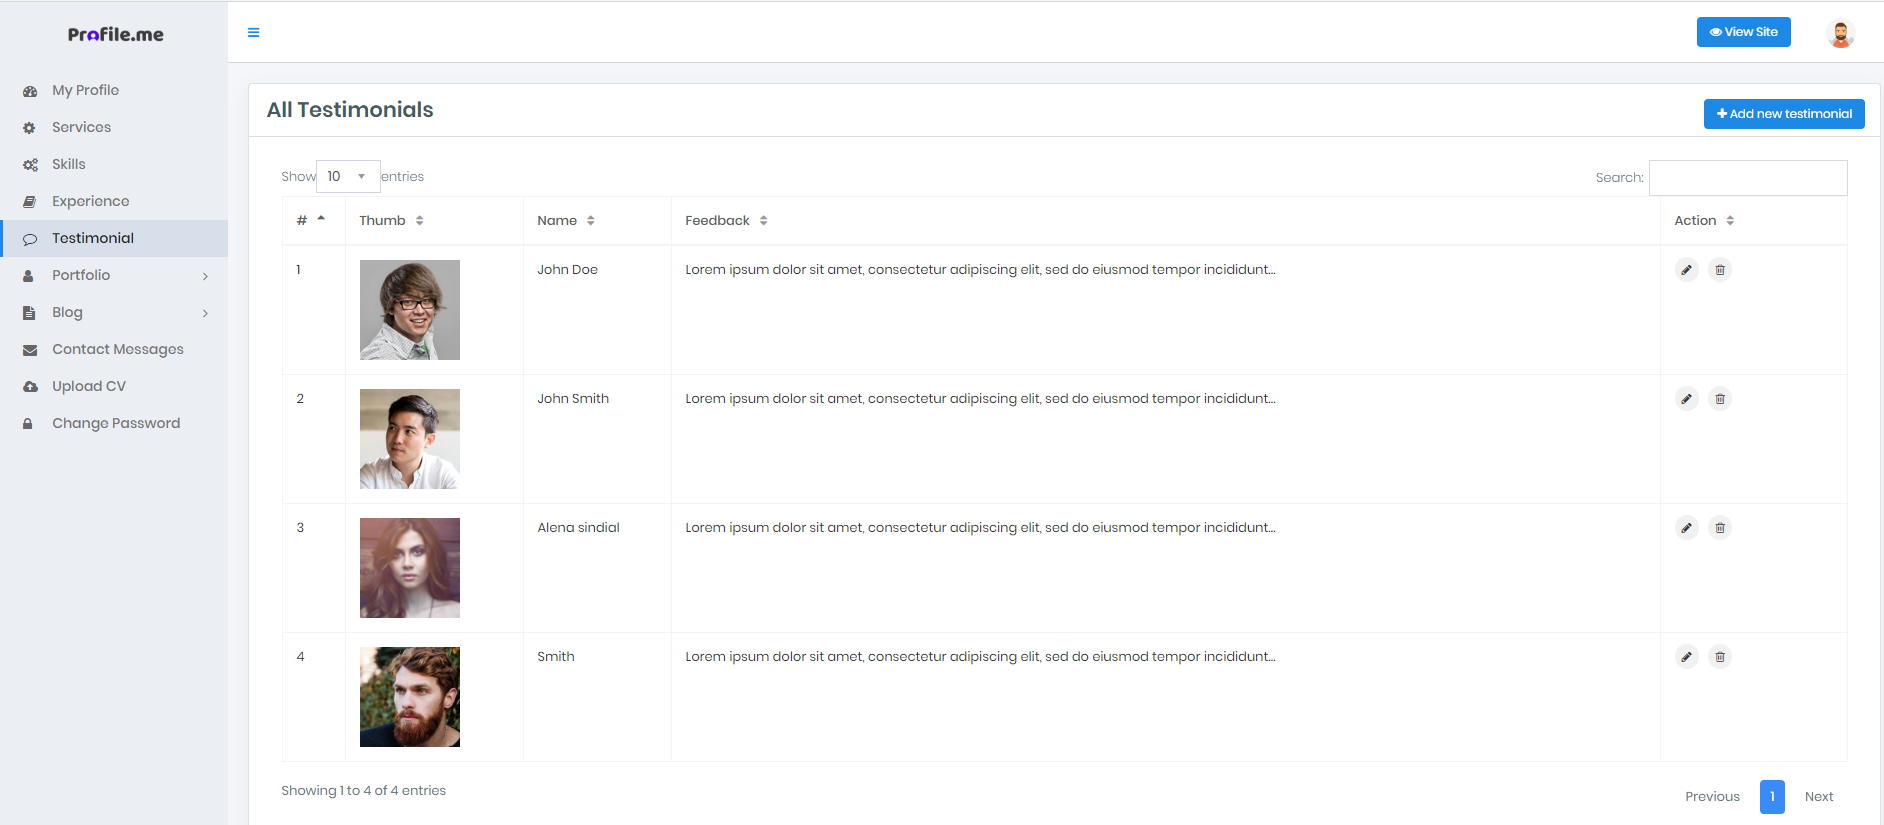 Profile.me
View Site
My Profile
Services
Skills
Experience
Testimonial
Portfolio
Blog
Contact Messages
Upload CV
Change Password
All Testimonials
Add new testimonial
Show 10 entries
Search:
# Thumb Name Feedback Action
1 John Doe Lorem ipsum dolor sit amet, consectetur adipiscing elit, sed do eiusmod tempor incididunt...
2 John Smith Lorem ipsum dolor sit amet, consectetur adipiscing elit, sed do eiusmod tempor incididunt...
3 Alena sindial Lorem ipsum dolor sit amet, consectetur adipiscing elit, sed do eiusmod tempor incididunt...
4 Smith Lorem ipsum dolor sit amet, consectetur adipiscing elit, sed do eiusmod tempor incididunt...
Showing 1 to 4 of 4 entries
Previous 1 Next